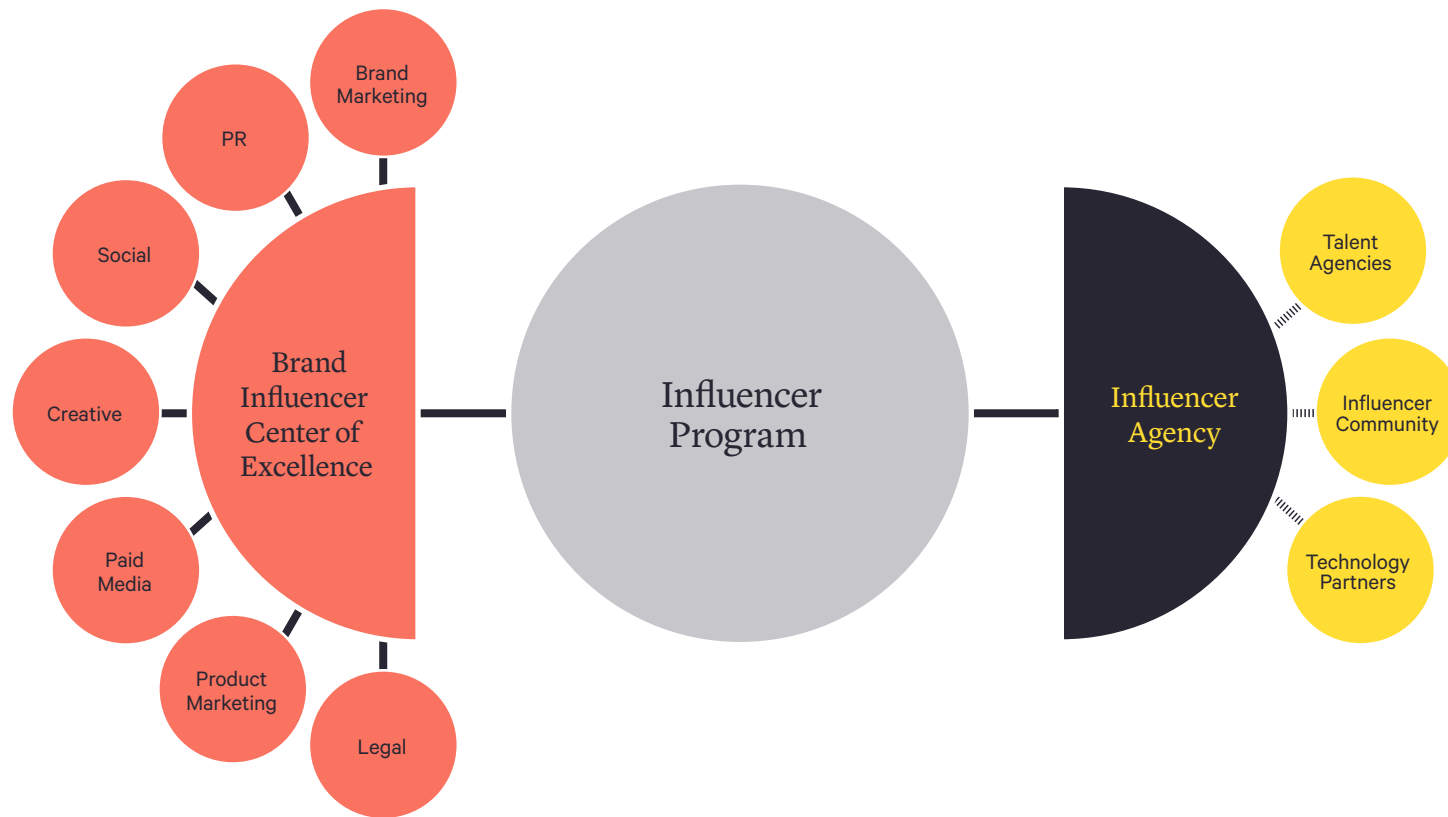 Brand
Marketing
PR
Social
Creative
Paid
Media
Product
Marketing
Legal
Brand
Influencer
Center of
Excellence
Influencer
Program
Influencer
Agency
Talent
Agencies
Influencer
Community
Technology
Partners